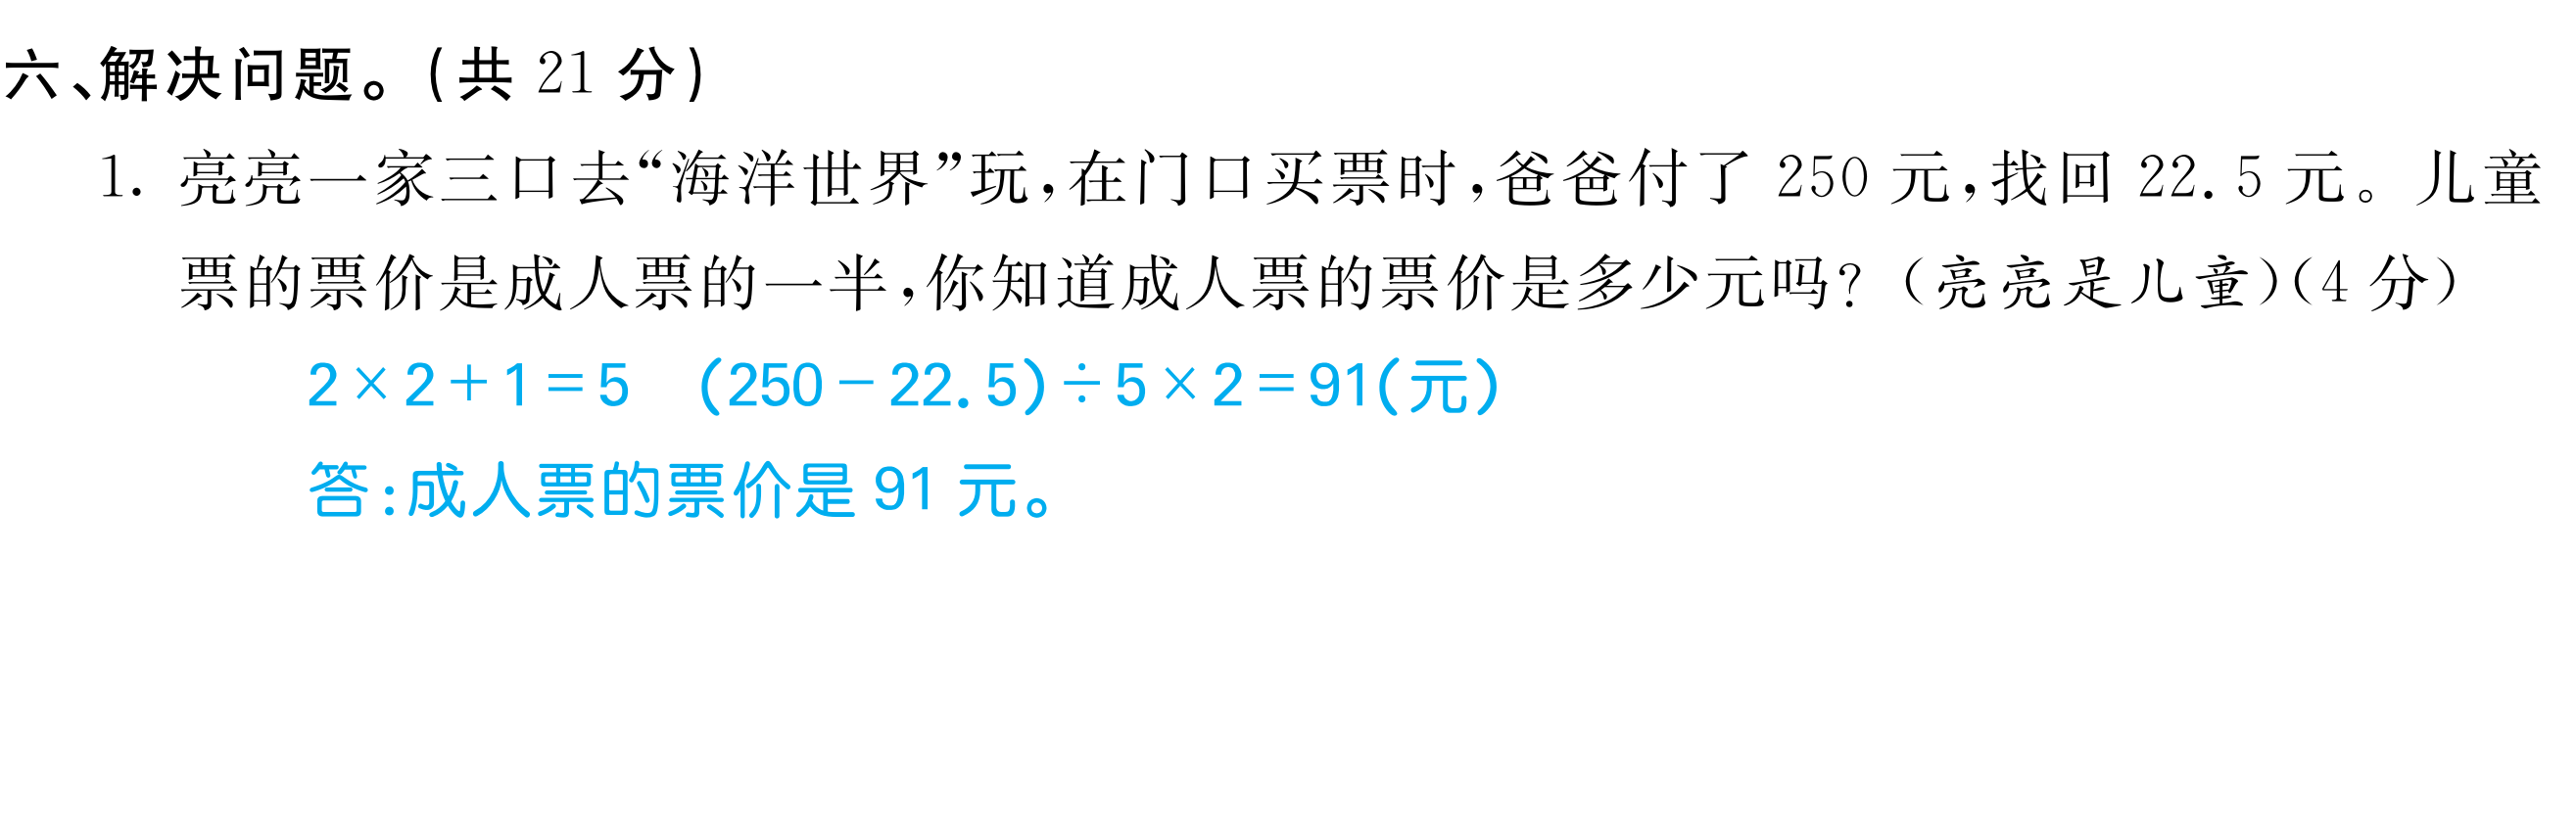 六、解决问题。(共 21 分)
1. 亮亮一家三口去“海洋世界”玩,在门口买票时,爸爸付了 250 元,找回 22.5 元。儿童
票的票价是成人票的一半,你知道成人票的票价是多少元吗?(亮亮是儿童)(4 分)
2×2+1=5 (250-22.5)÷5×2=91(元)
答:成人票的票价是 91 元。